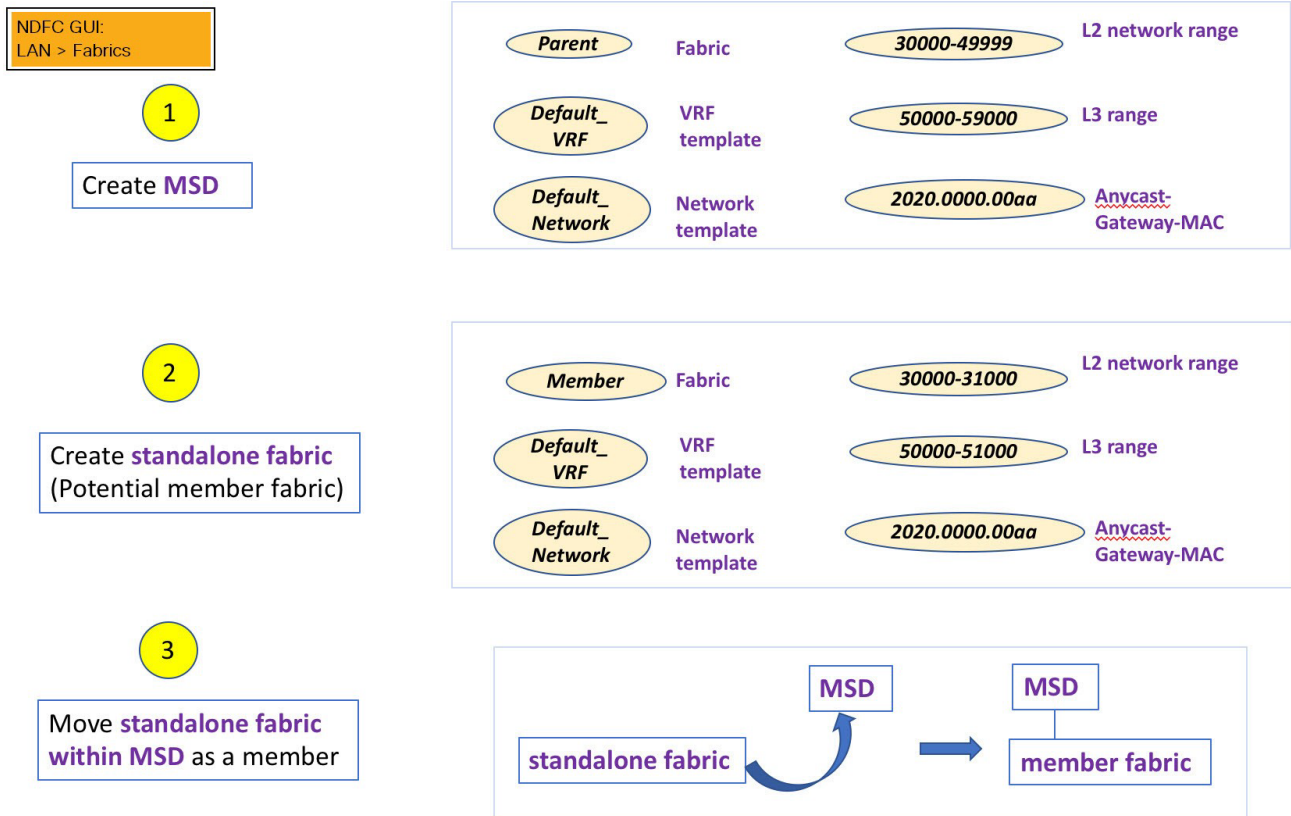 NDFC GUI:
LAN > Fabrics
1
Create MSD
Parent
Fabric
30000-49999
L2 network range
Default_
VRF
VRF
template
50000-59000
L3 range
Default_
Network
Network
template
2020.0000.00aa
Anycast-
Gateway-MAC
2
Create standalone fabric
(Potential member fabric)
Member
Fabric
30000-31000
L2 network range
Default_
VRF
VRF
template
50000-51000
L3 range
Default_
Network
Network
template
2020.0000.00aa
Anycast-
Gateway-MAC
3
Move standalone fabric
within MSD as a member
standalone fabric
MSD
MSD
member fabric